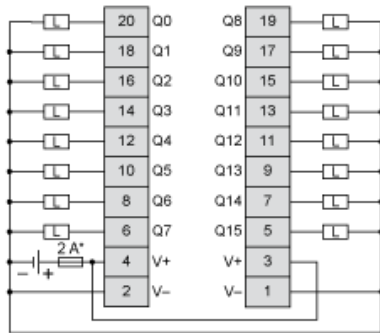 L 20 Q0 Q8 19 L
L 18 Q1 Q9 17 L
L 16 Q2 Q10 15 L
L 14 Q3 Q11 13 L
L 12 Q4 Q12 11 L
L 10 Q5 Q13 9 L
L 8 Q6 Q14 7 L
L 6 Q7 Q15 5 L
2 A*
− + 4 V+ V+ 3
2 V− V− 1